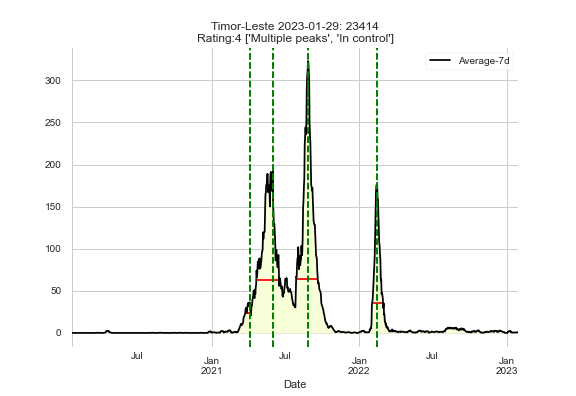 Timor-Leste 2023-01-29: 23414
Rating:4 ['Multiple peaks', 'In control']
Average-7d
300
250
200
150
100
50
0
Jul
Jan
2021
Jul
Jan
2022
Jul
Jan
2023
Date